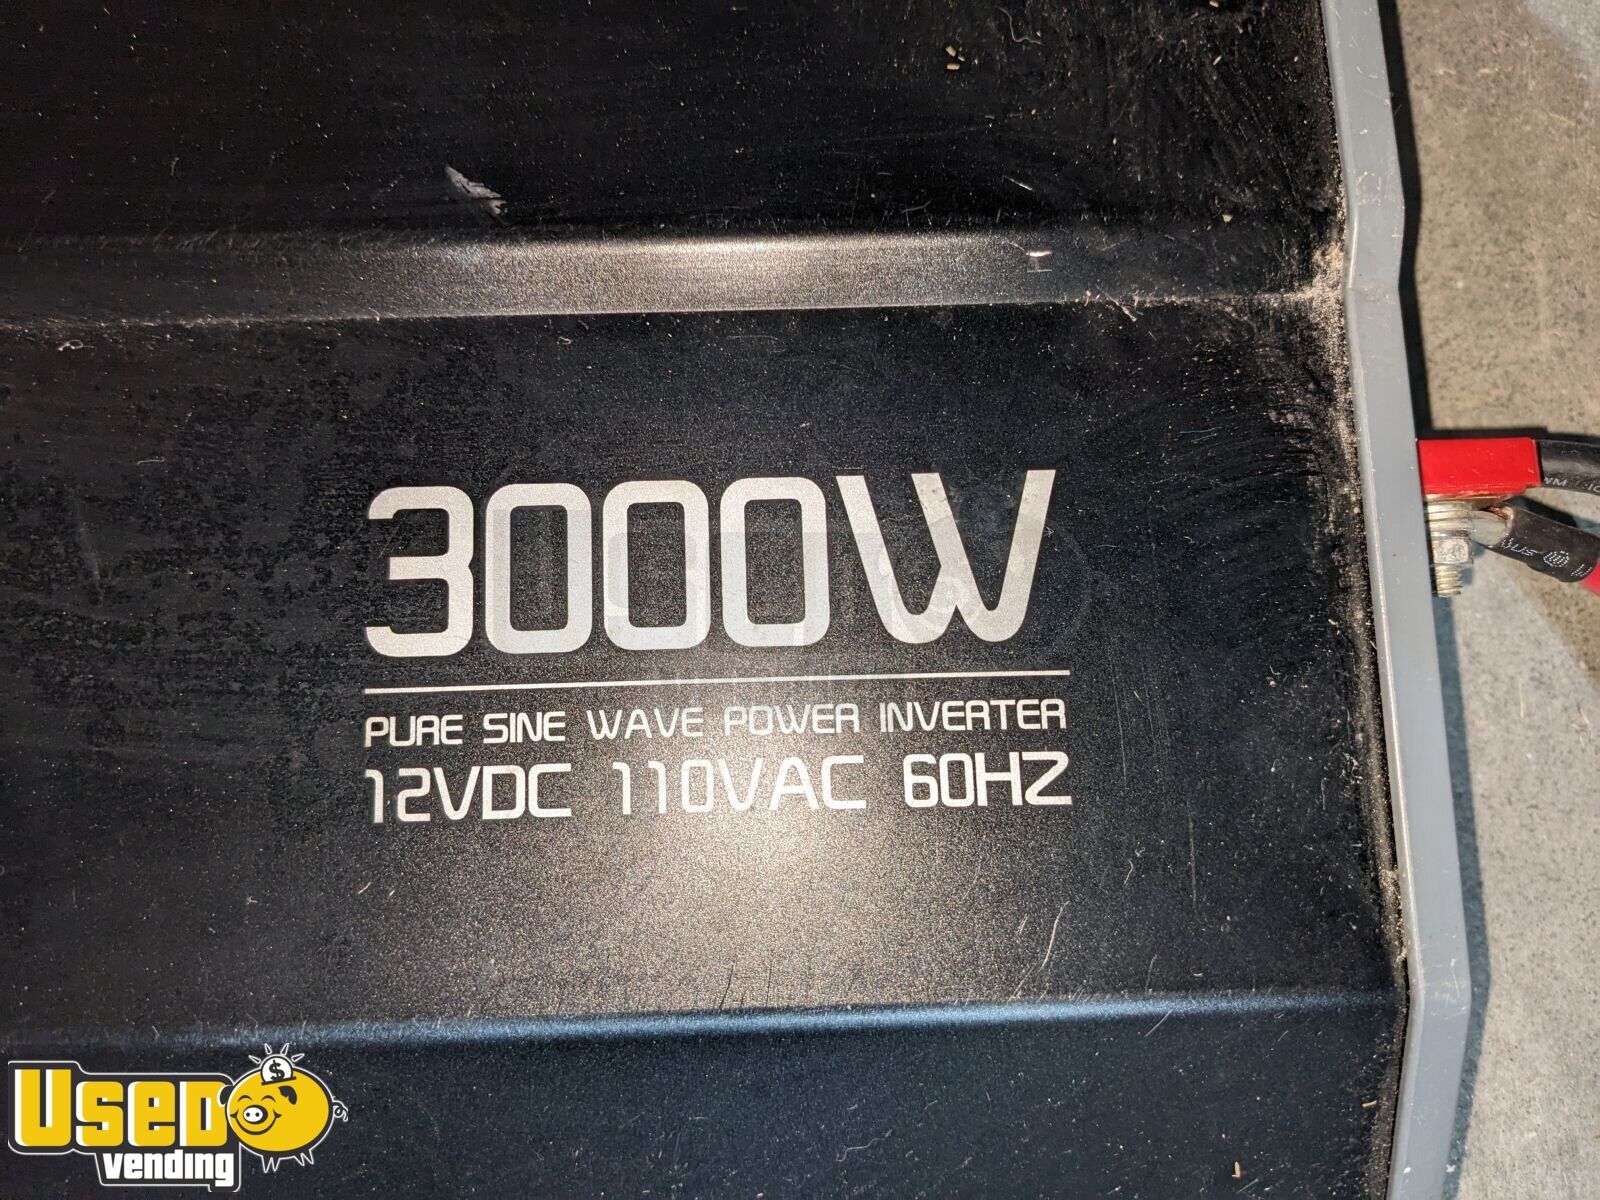 3000W
PURE SINE WAVE POWER INVERTER
12VDC 110VAC 60HZ
USED
vending
$